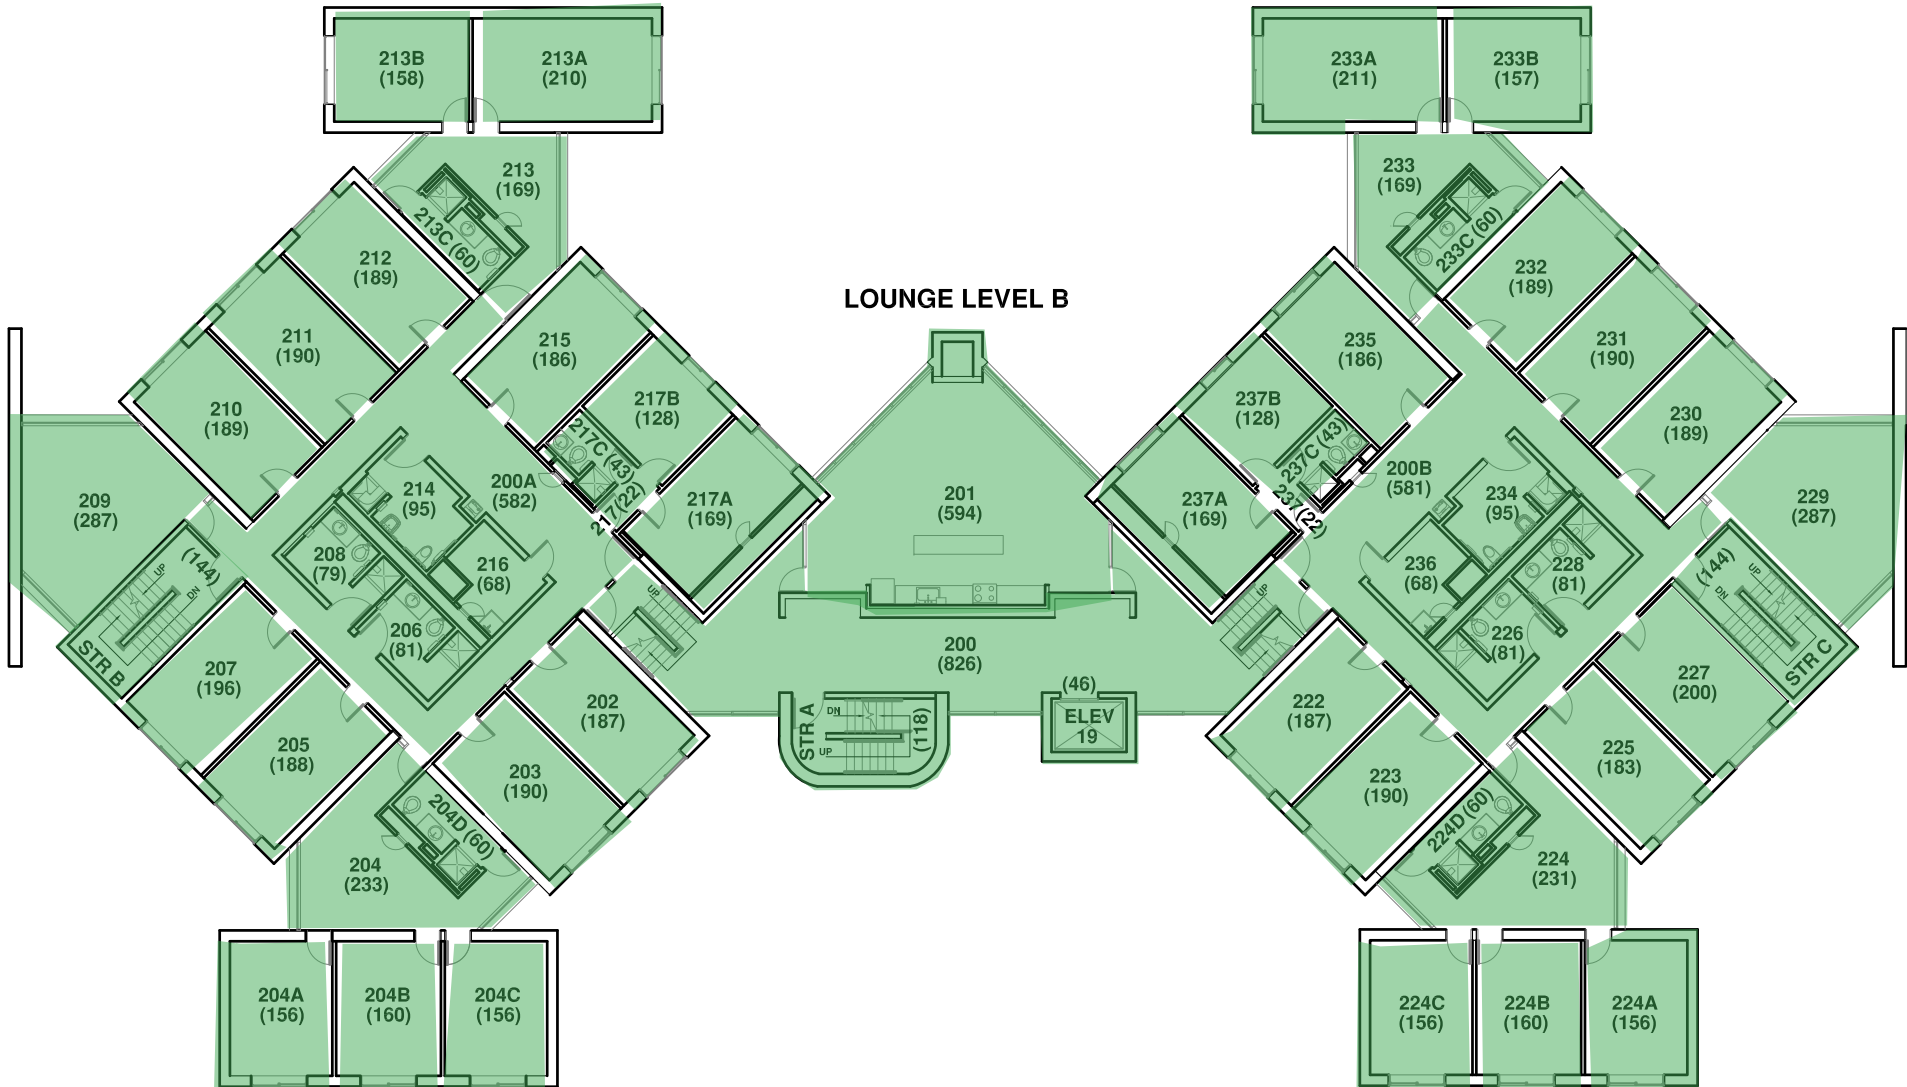 213B
(158)
213A
(210)
233A
(211)
233B
(157)
213
(169)
213C (60)
233
(169)
233C (60)
212
(189)
232
(189)
LOUNGE LEVEL B
211
(190)
215
(186)
235
(186)
231
(190)
210
(189)
217B
(128)
237B
(128)
230
(189)
217C (43)
237C (43)
217 (22)
237 (22)
200A
(582)
200B
(581)
214
(95)
234
(95)
209
(287)
217A
(169)
201
(594)
237A
(169)
229
(287)
208
(79)
216
(68)
236
(68)
228
(81)
(144)
UP
DN
STR B
(144)
UP
DN
STR C
UP
UP
206
(81)
226
(81)
207
(196)
200
(826)
227
(200)
202
(187)
222
(187)
(46)
ELEV
19
STR A
DN
UP
(118)
205
(188)
225
(183)
203
(190)
223
(190)
204D (60)
224D (60)
204
(233)
224
(231)
204A
(156)
204B
(160)
204C
(156)
224C
(156)
224B
(160)
224A
(156)